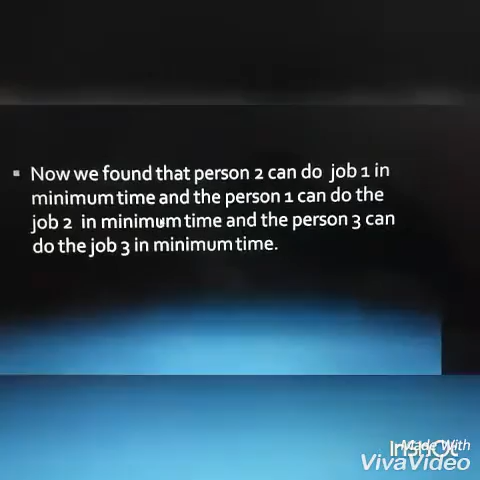 ▪ Now we found that person 2 can do job 1 in
minimum time and the person 1 can do the
job 2 in minimum time and the person 3 can
do the job 3 in minimum time.
InShOt
Made With
VivaVideo